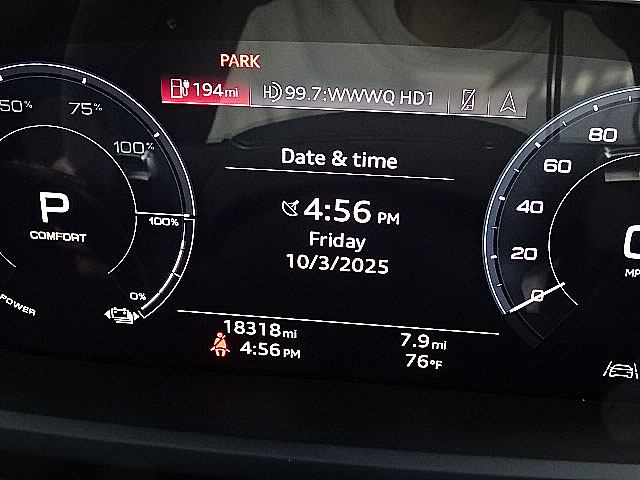 PARK
194mi
HD 99.7:WWWQ HD1
50%
75%
100%
Date & time
80
60
P
COMFORT
100%
4:56 PM
Friday
10/3/2025
40
20
0
0%
POWER
18318mi
4:56 PM
7.9mi
76°F